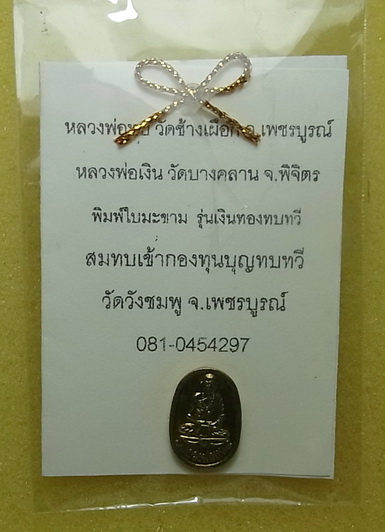 หลวงพ่อทบ วัดช้างเผือก จ.เพชรบูรณ์
หลวงพ่อเงิน วัดบางคลาน จ.พิจิตร
พิมพ์ใบมะขาม รุ่นเงินทองทบทวี
สมทบเข้ากองทุนบุญทบทวี
วัดวังชมพู จ.เพชรบูรณ์
081-0454297